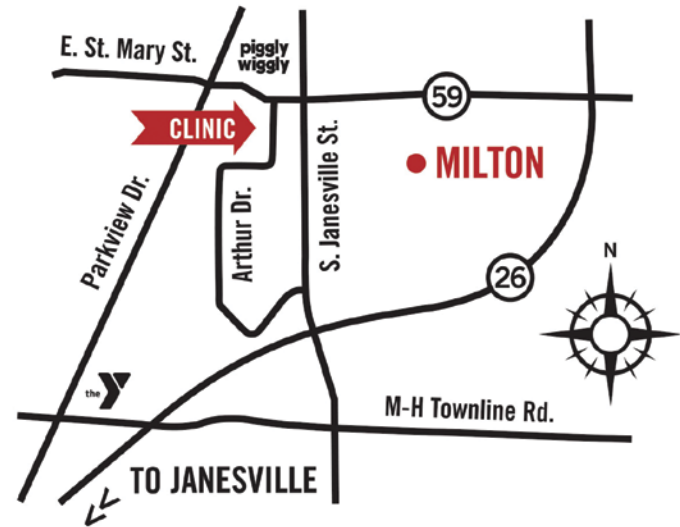 E. St. Mary St.
piggly
wiggly
59
CLINIC
MILTON
S. Janesville St.
Arthur Dr.
Parkview Dr.
N
26
the Y
M-H Townline Rd.
TO JANESVILLE